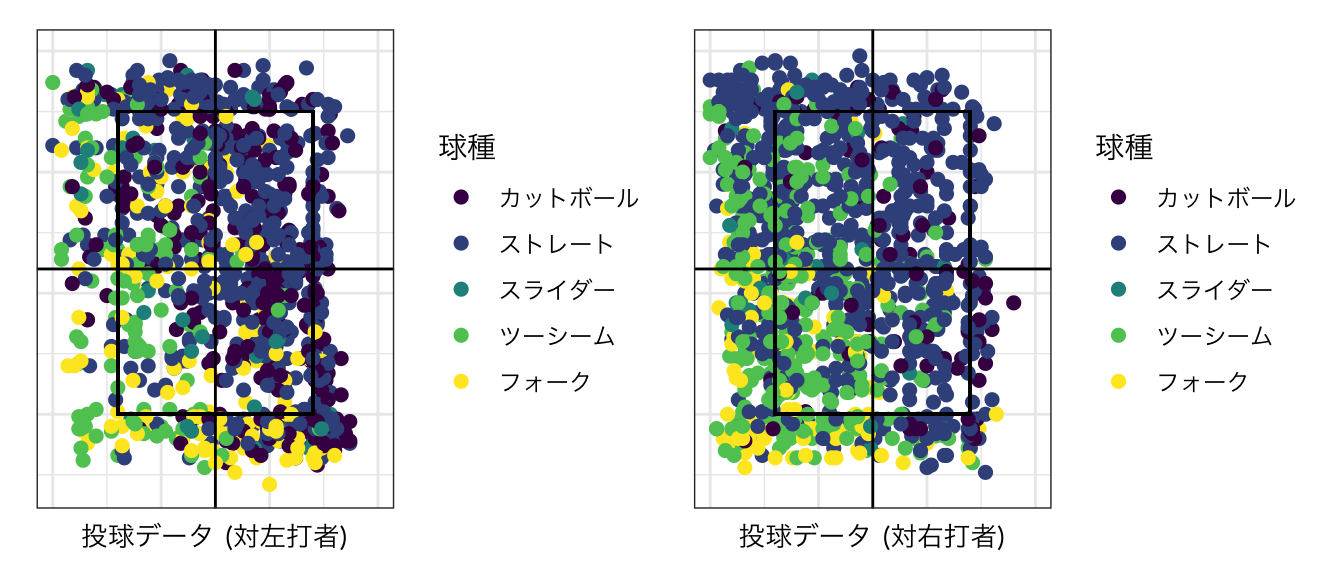 球種
カットボール
ストレート
スライダー
ツーシーム
フォーク
投球データ (対左打者)
球種
カットボール
ストレート
スライダー
ツーシーム
フォーク
投球データ (対右打者)